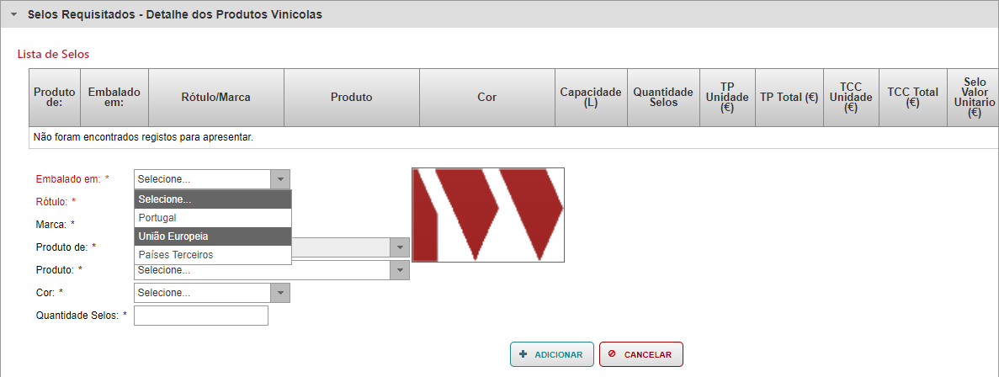 Selos Requisitados - Detalhe dos Produtos Vinicolas
Lista de Selos
Produto de:
Embalado em:
Rótulo/Marca
Produto
Cor
Capacidade (L)
Quantidade Selos
TP Unidade (€)
TP Total (€)
TCC Unidade (€)
TCC Total (€)
Selo Valor Unitario (€)
Não foram encontrados registos para apresentar.
Embalado em: * Selecione...
Selecione...
Portugal
União Europeia
Países Terceiros
Rótulo: *
Marca: *
Produto de: *
Produto: * Selecione...
Cor: * Selecione...
Quantidade Selos: *
ADICIONAR
CANCELAR